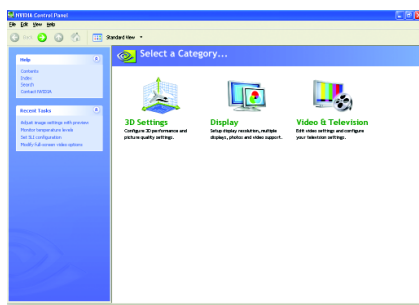 NVIDIA Control Panel
File Edit View Help
Back
Standard View
Select a Category...
Help
Contents
Index
Search
Contact NVIDIA
Recent Tasks
Adjust image settings with preview
Monitor temperature levels
Set SLI configuration
Modify full-screen video options
3D Settings
Configure 3D performance and
picture quality settings.
Display
Setup display resolution, multiple
displays, photos and video support.
Video & Television
Edit video settings and configure
your television settings.